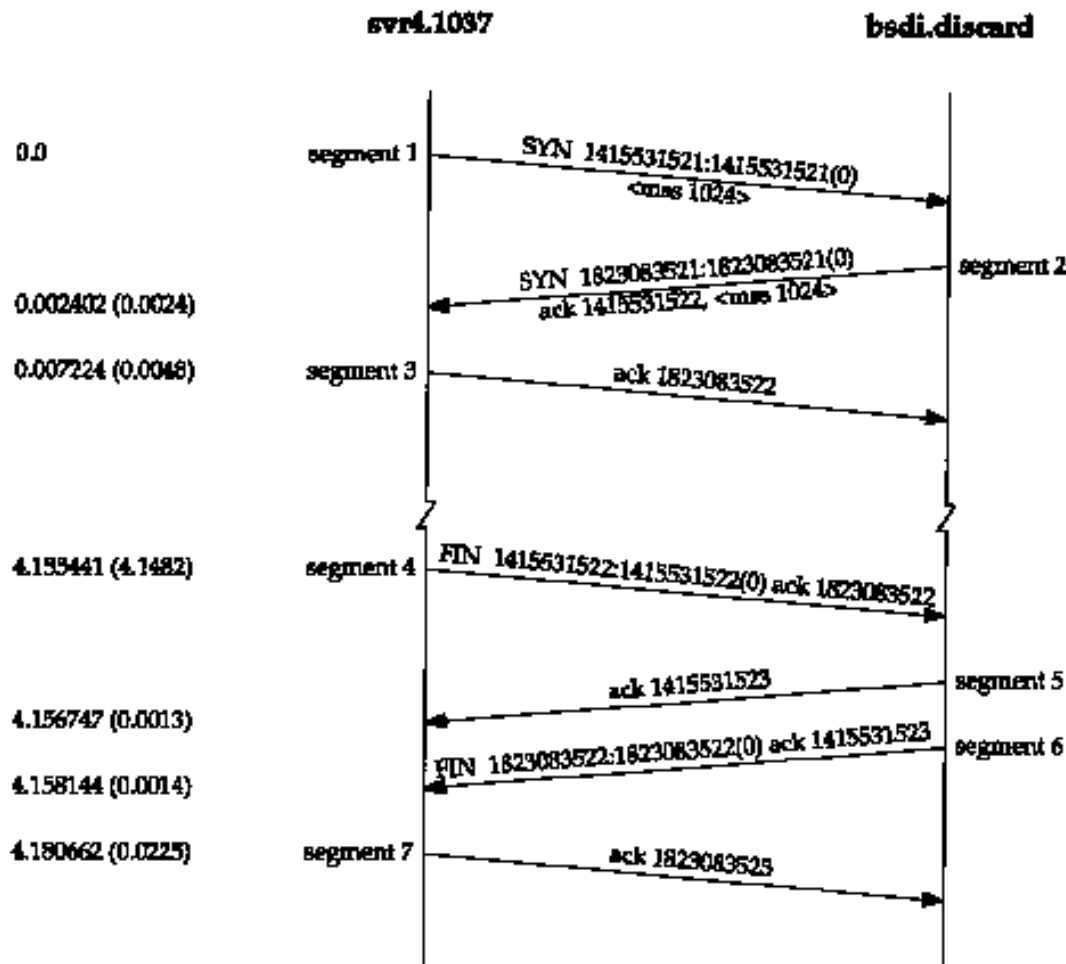 svr4.1037
bsdi.discard
0.0
segment 1
SYN 1415531521:1415531521(0)
<mss 1024>
SYN 1823083521:1823083521(0)
segment 2
0.002402 (0.0024)
ack 1415531522, <mss 1024>
0.007224 (0.0048)
segment 3
ack 1823083522
4.155441 (4.1482)
segment 4
FIN 1415531522:1415531522(0) ack 1823083522
ack 1415531523
segment 5
4.156747 (0.0013)
FIN 1823083522:1823083522(0) ack 1415531523
segment 6
4.158144 (0.0014)
4.180662 (0.0225)
segment 7
ack 1823083523